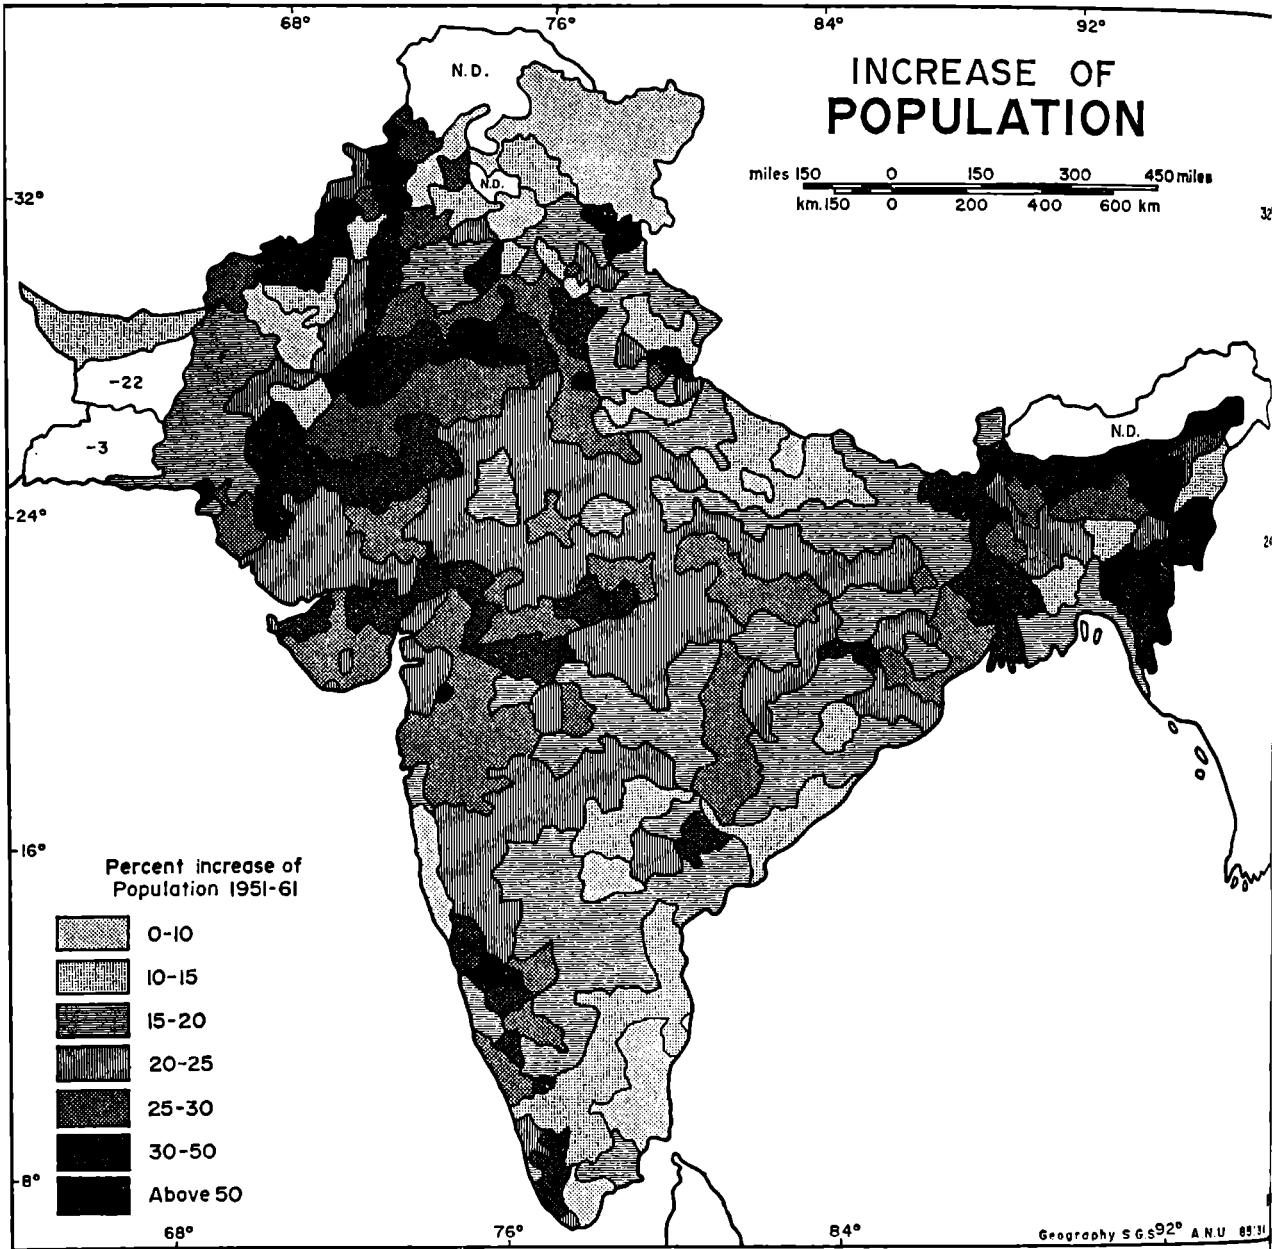 68° 76° 84° 92°
N.D.
INCREASE OF
POPULATION
miles 150 0 150 300 450 miles
km. 150 0 200 400 600 km
32°
32°
N.D.
-22
-3
N.D.
24°
24
16°
Percent increase of
Population 1951-61
0-10
10-15
15-20
20-25
25-30
30-50
Above 50
8°
68° 76° 84° 92°
Geography S G.S A.N.U